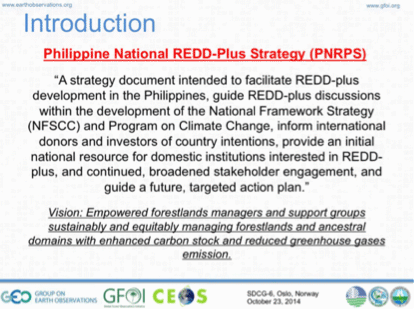 www.earthobservations.org
www.gfoi.org
Introduction
Philippine National REDD-Plus Strategy (PNRPS)
“A strategy document intended to facilitate REDD-plus
development in the Philippines, guide REDD-plus discussions
within the development of the National Framework Strategy
(NFSCC) and Program on Climate Change, inform international
donors and investors of country intentions, provide an initial
national resource for domestic institutions interested in REDD-
plus, and continued, broadened stakeholder engagement, and
guide a future, targeted action plan.”
Vision: Empowered forestlands managers and support groups
sustainably and equitably managing forestlands and ancestral
domains with enhanced carbon stock and reduced greenhouse gases
emission.
GEO GROUP ON
EARTH OBSERVATIONS
GFOI
CEOS
SDCG-6, Oslo, Norway
October 23, 2014